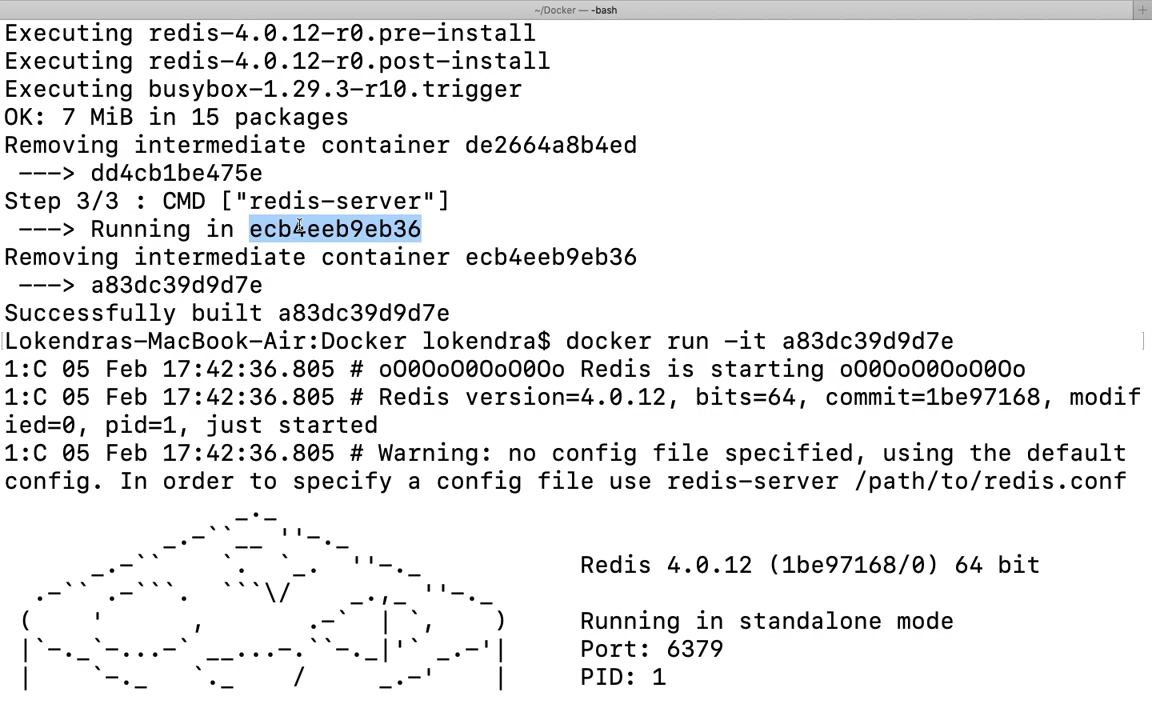 ~/Docker — -bash
Executing redis-4.0.12-r0.pre-install
Executing redis-4.0.12-r0.post-install
Executing busybox-1.29.3-r10.trigger
OK: 7 MiB in 15 packages
Removing intermediate container de2664a8b4ed
 ---> dd4cb1be475e
Step 3/3 : CMD ["redis-server"]
 ---> Running in ecb4eeb9eb36
Removing intermediate container ecb4eeb9eb36
 ---> a83dc39d9d7e
Successfully built a83dc39d9d7e
Lokendras-MacBook-Air:Docker lokendra$ docker run -it a83dc39d9d7e
1:C 05 Feb 17:42:36.805 # oO0OoO0OoO0Oo Redis is starting oO0OoO0OoO0Oo
1:C 05 Feb 17:42:36.805 # Redis version=4.0.12, bits=64, commit=1be97168, modif
ied=0, pid=1, just started
1:C 05 Feb 17:42:36.805 # Warning: no config file specified, using the default
config. In order to specify a config file use redis-server /path/to/redis.conf
Redis 4.0.12 (1be97168/0) 64 bit
Running in standalone mode
Port: 6379
PID: 1